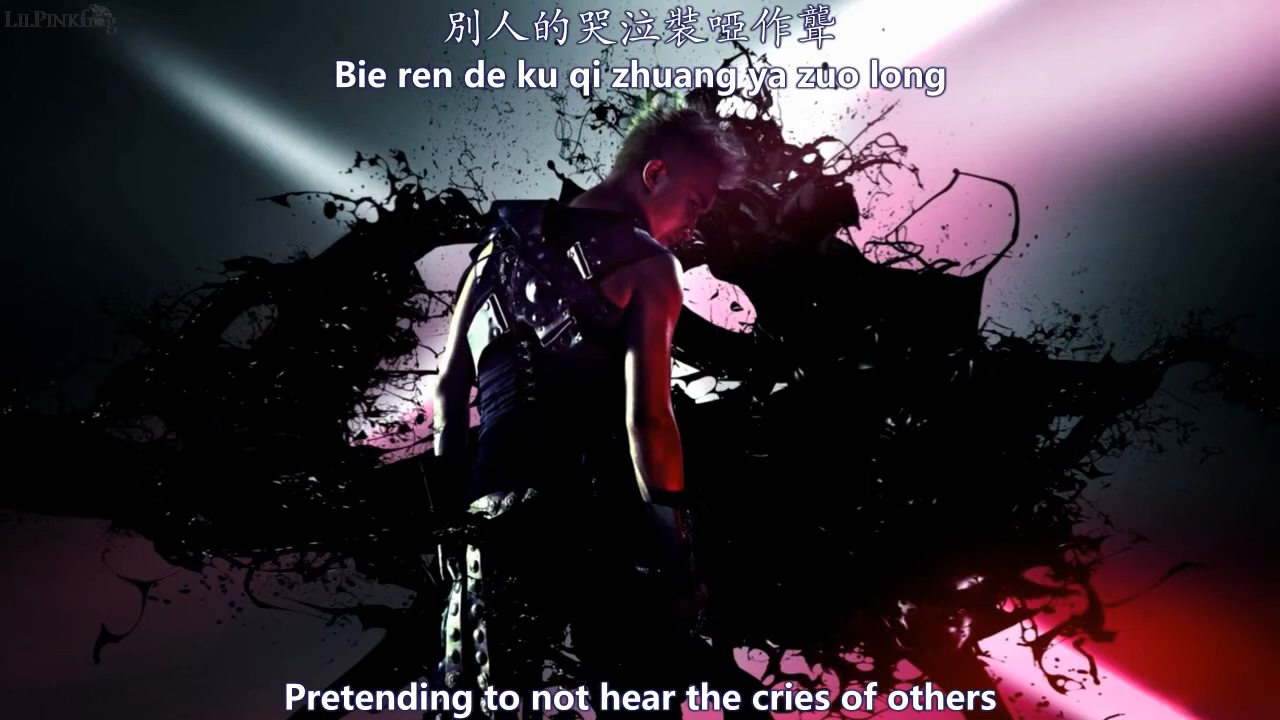 LILPINKGOG
別人的哭泣裝啞作聾
Bie ren de ku qi zhuang ya zuo long
Pretending to not hear the cries of others